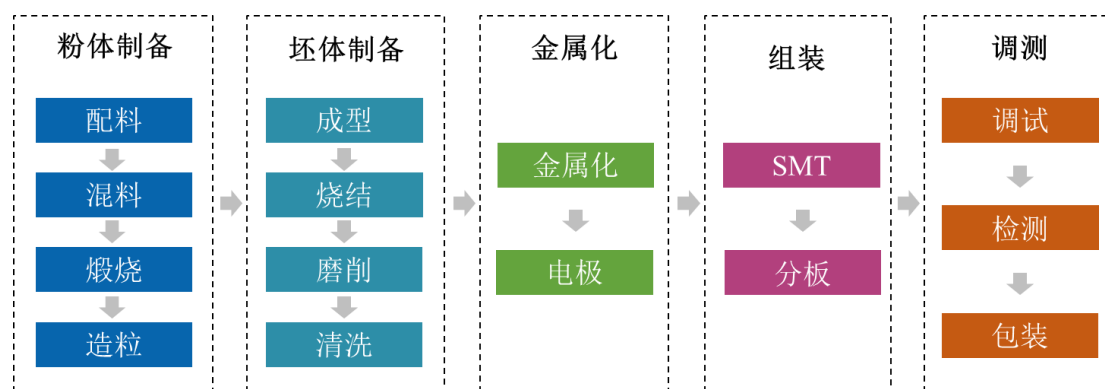 粉体制备
配料
混料
煅烧
造粒
坯体制备
成型
烧结
磨削
清洗
金属化
金属化
电极
组装
SMT
分板
调测
调试
检测
包装